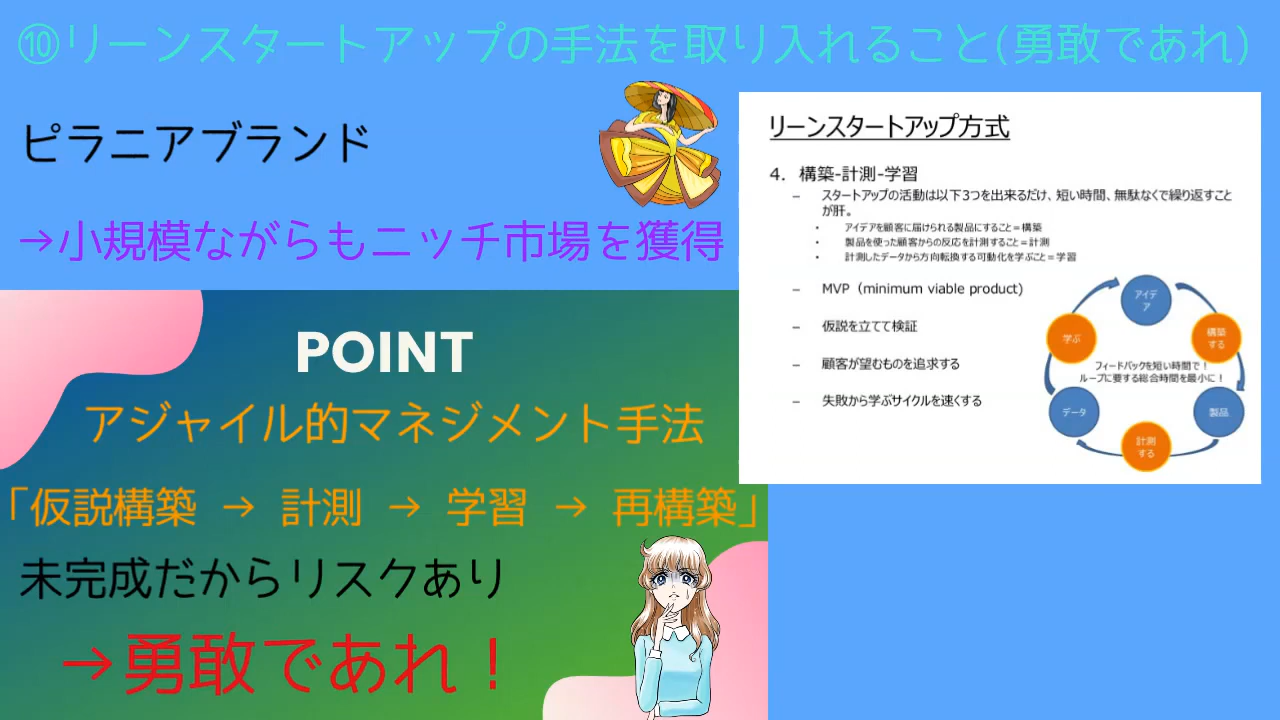 ⑩リーンスタートアップの手法を取り入れること(勇敢であれ)
ピラニアブランド
→小規模ながらもニッチ市場を獲得
POINT
アジャイル的マネジメント手法
「仮説構築 → 計測 → 学習 → 再構築」
未完成だからリスクあり
→勇敢であれ！
リーンスタートアップ方式
4. 構築-計測-学習
– スタートアップの活動は以下3つを出来るだけ、短い時間、無駄なくで繰り返すこと
が肝。
• アイデアを顧客に届けられる製品にすること＝構築
• 製品を使った顧客からの反応を計測すること＝計測
• 計測したデータから方向転換する可動化を学ぶこと＝学習
– MVP（minimum viable product)
– 仮説を立てて検証
– 顧客が望むものを追求する
– 失敗から学ぶサイクルを速くする
アイデ
ア
構築
する
製品
計測
する
データ
学ぶ
フィードバックを短い時間で！
ループに要する総合時間を最小に！